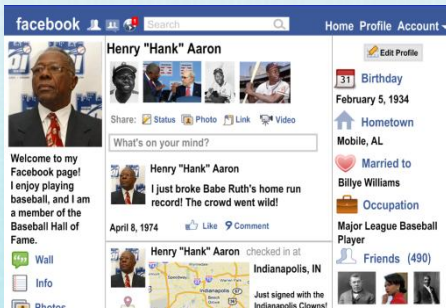 facebook Search Home Profile Account
Henry "Hank" Aaron
Edit Profile
31 Birthday
February 5, 1934
Share: Status Photo Link Video
Hometown
What's on your mind?
Mobile, AL
Welcome to my
Facebook page!
I enjoy playing
baseball, and I am
a member of the
Baseball Hall of
Fame.
Henry "Hank" Aaron
I just broke Babe Ruth's home run
record! The crowd went wild!
April 8, 1974 Like 9 Comment
Married to
Billye Williams
Occupation
Major League Baseball
Player
Wall
Info
Photos
Henry "Hank" Aaron checked in at
Indianapolis, IN
Just signed with the
Indianapolis Clowns!
Friends (490)